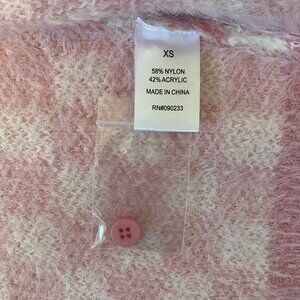 XS
58% NYLON
42% ACRYLIC
MADE IN CHINA
RN#090233